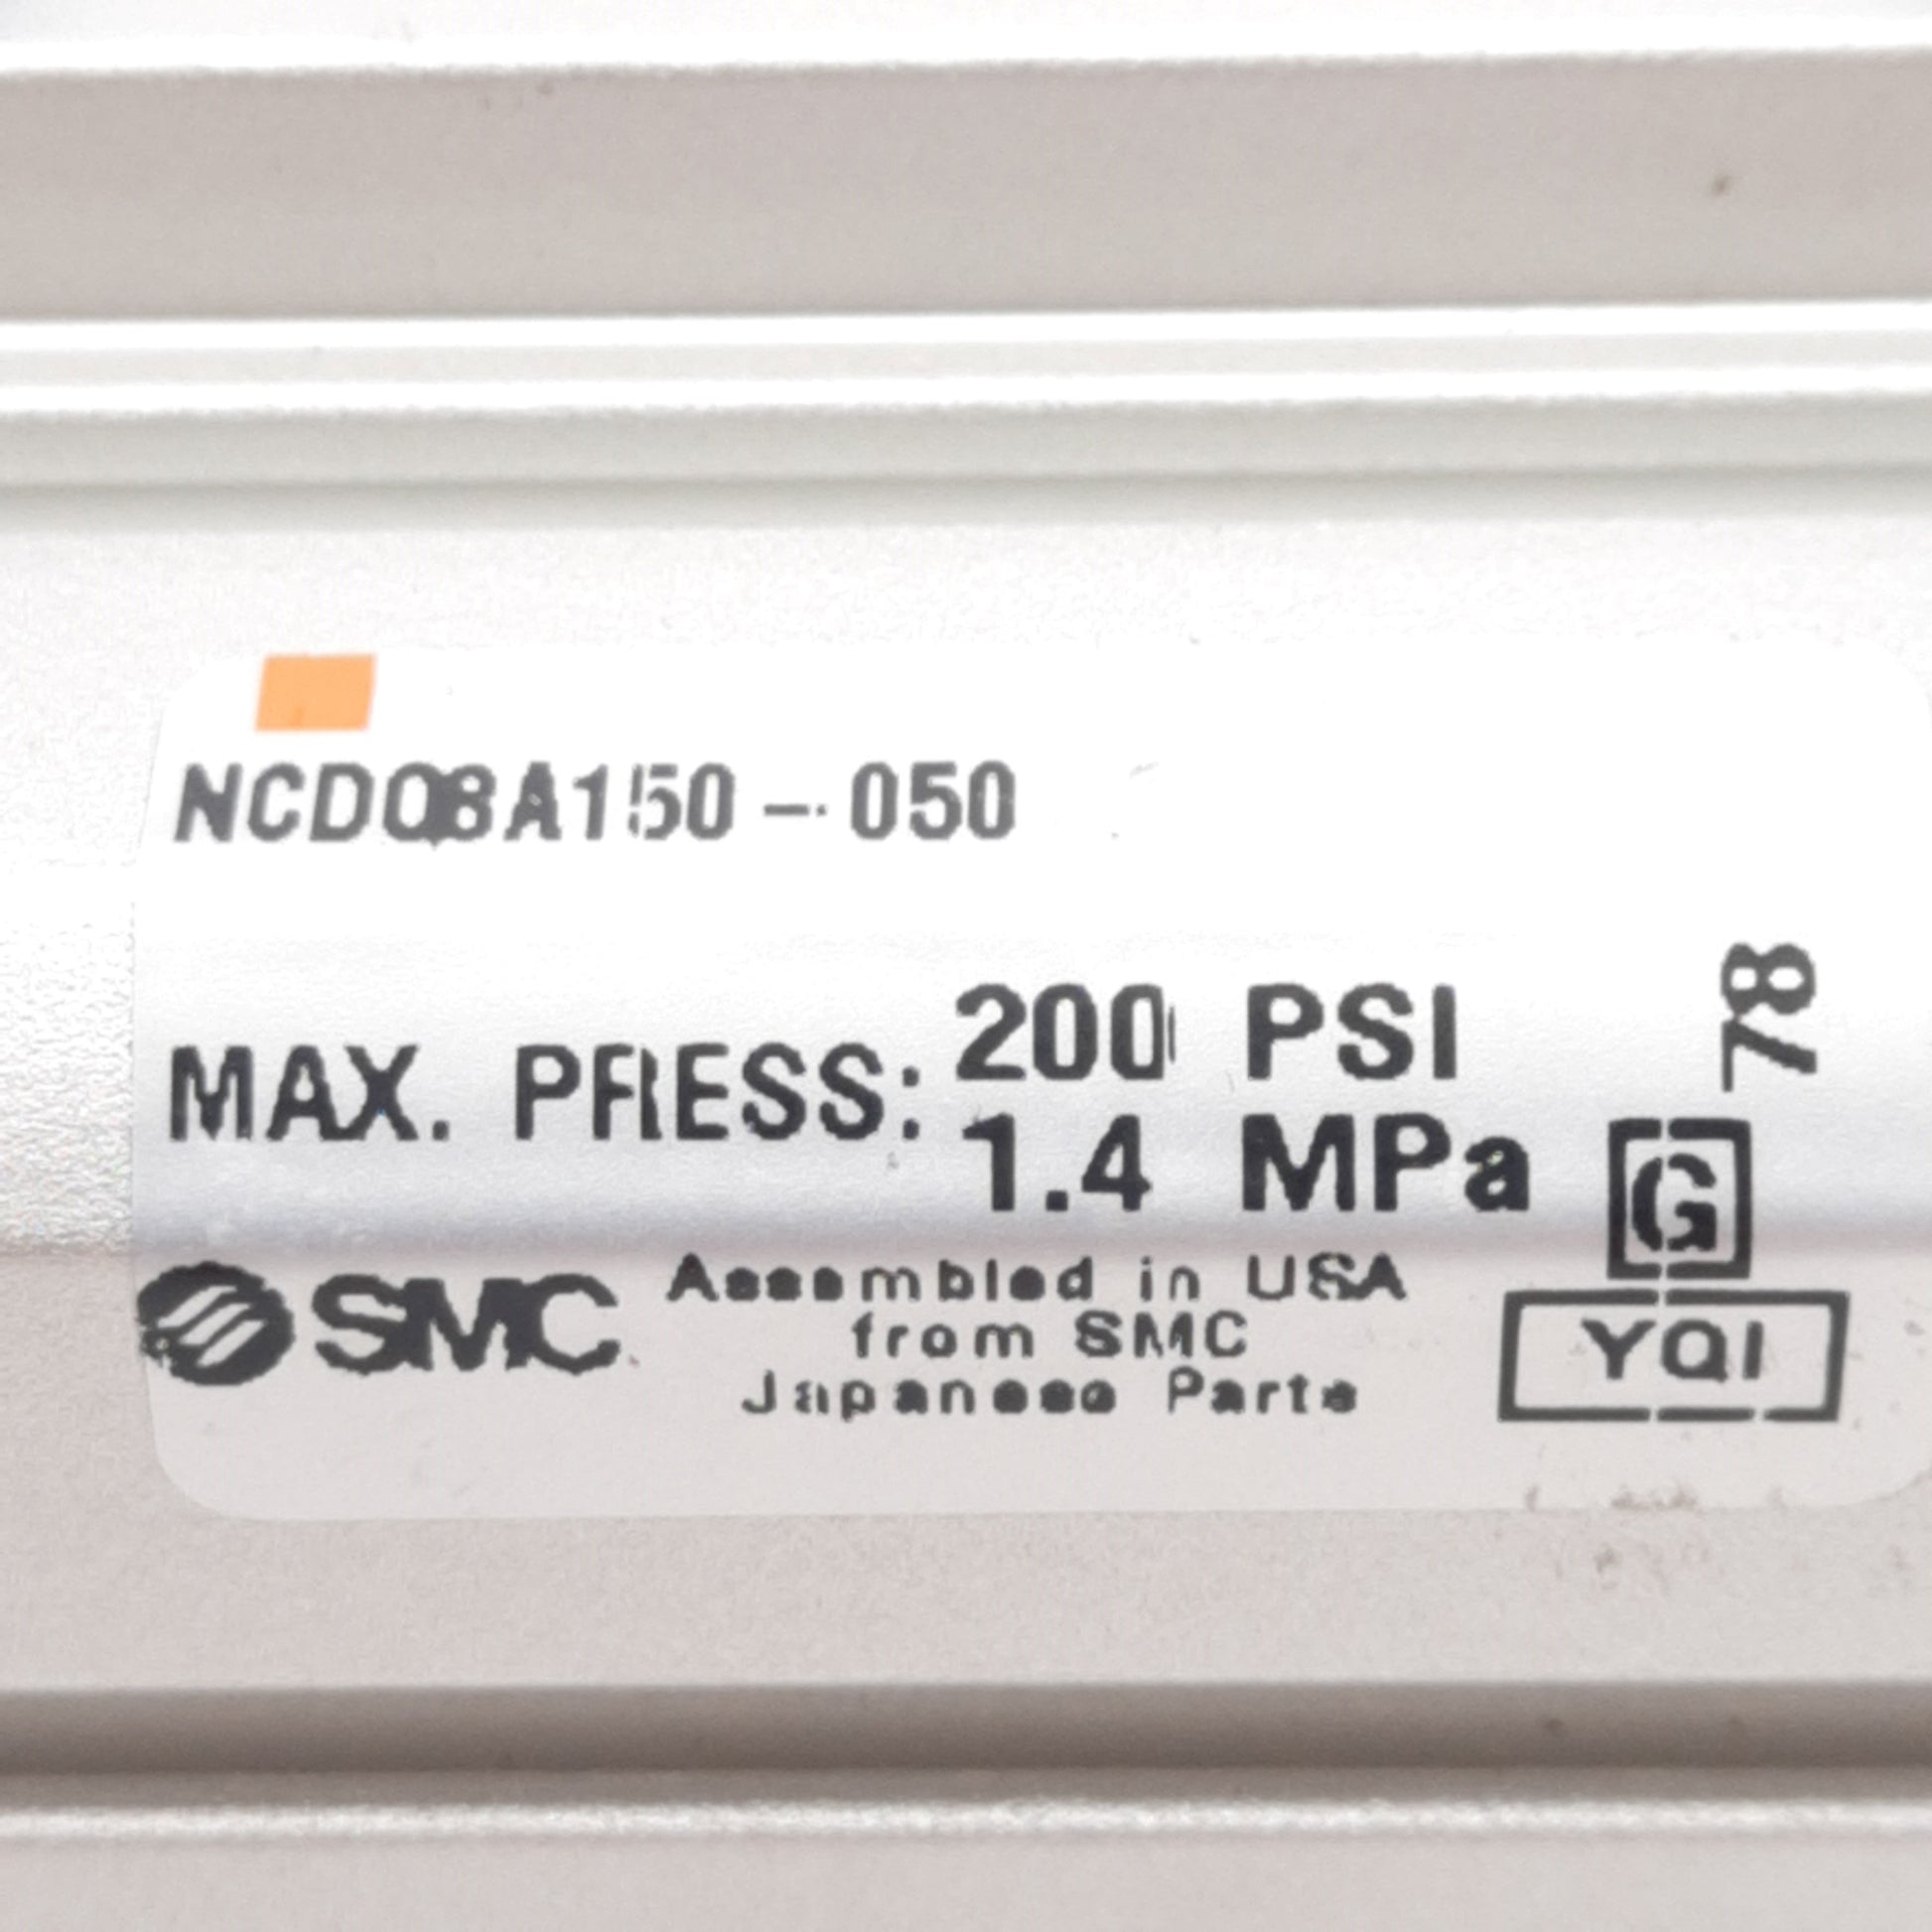 NCDQ8A150-050
MAX. PRESS: 200 PSI
1.4 MPa
SMC
Assembled in USA
from SMC
Japanese Parts
78
G
YQI